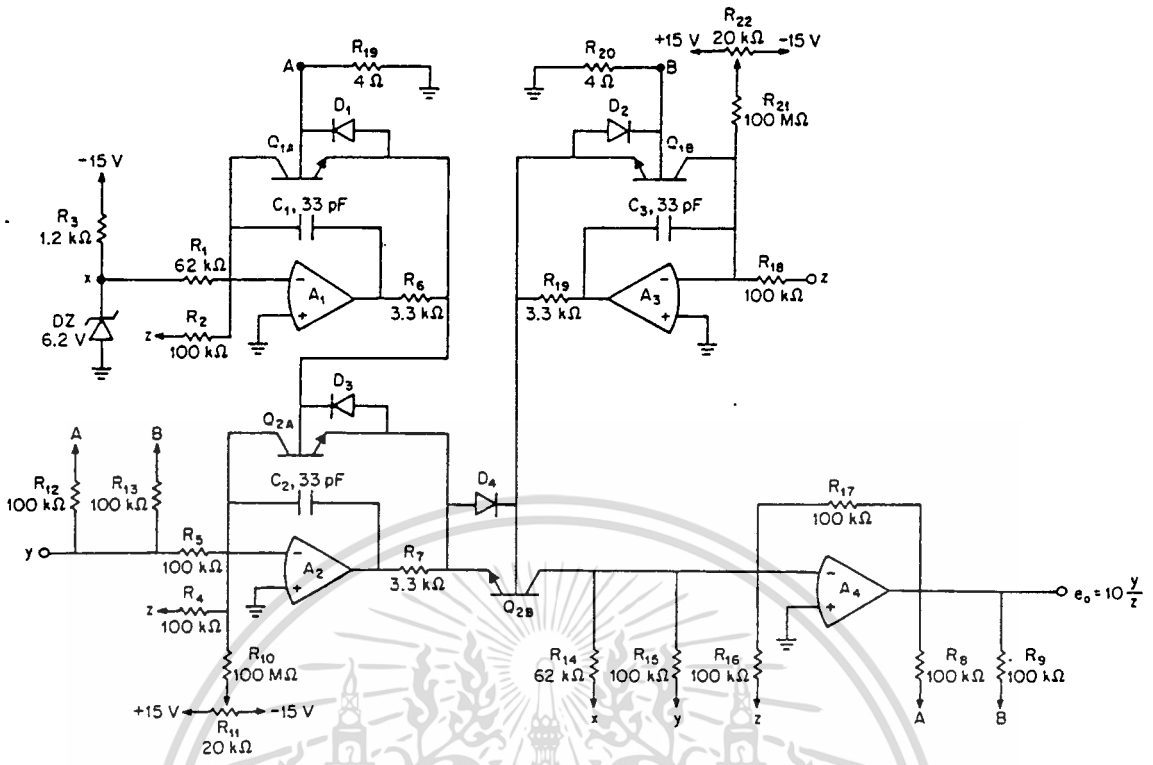 A
R19
4 Ω
D1
Q1A
C1, 33 pF
-15 V
R3
1.2 kΩ
x
R1
62 kΩ
DZ
6.2 V
z
R2
100 kΩ
-
+
A1
R6
3.3 kΩ
R20
4 Ω
B
D2
Q1B
C3, 33 pF
R22
20 kΩ
+15 V
-15 V
R21
100 MΩ
R19
3.3 kΩ
A3
-
+
R18
100 kΩ
z
A
B
R12
100 kΩ
R13
100 kΩ
y
R5
100 kΩ
z
R4
100 kΩ
R10
100 MΩ
+15 V
-15 V
R11
20 kΩ
Q2A
D3
C2, 33 pF
-
+
A2
R7
3.3 kΩ
D4
Q2B
R17
100 kΩ
-
+
A4
e₀ = 10 y/z
R14
62 kΩ
x
R15
100 kΩ
y
R16
100 kΩ
z
R8
100 kΩ
A
R9
100 kΩ
B